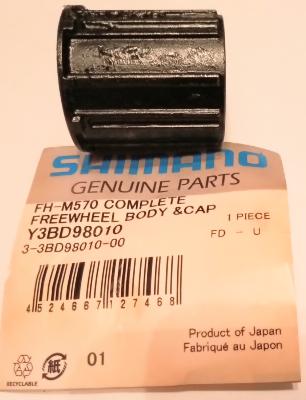 SHIMANO
GENUINE PARTS
FH-M570 COMPLETE
FREEWHEEL BODY &CAP
1 PIECE
Y3BD98010
FD - U
3-3BD98010-00
4524667127468
Product of Japan
Fabriqué au Japon
紙
01
RECYCLABLE